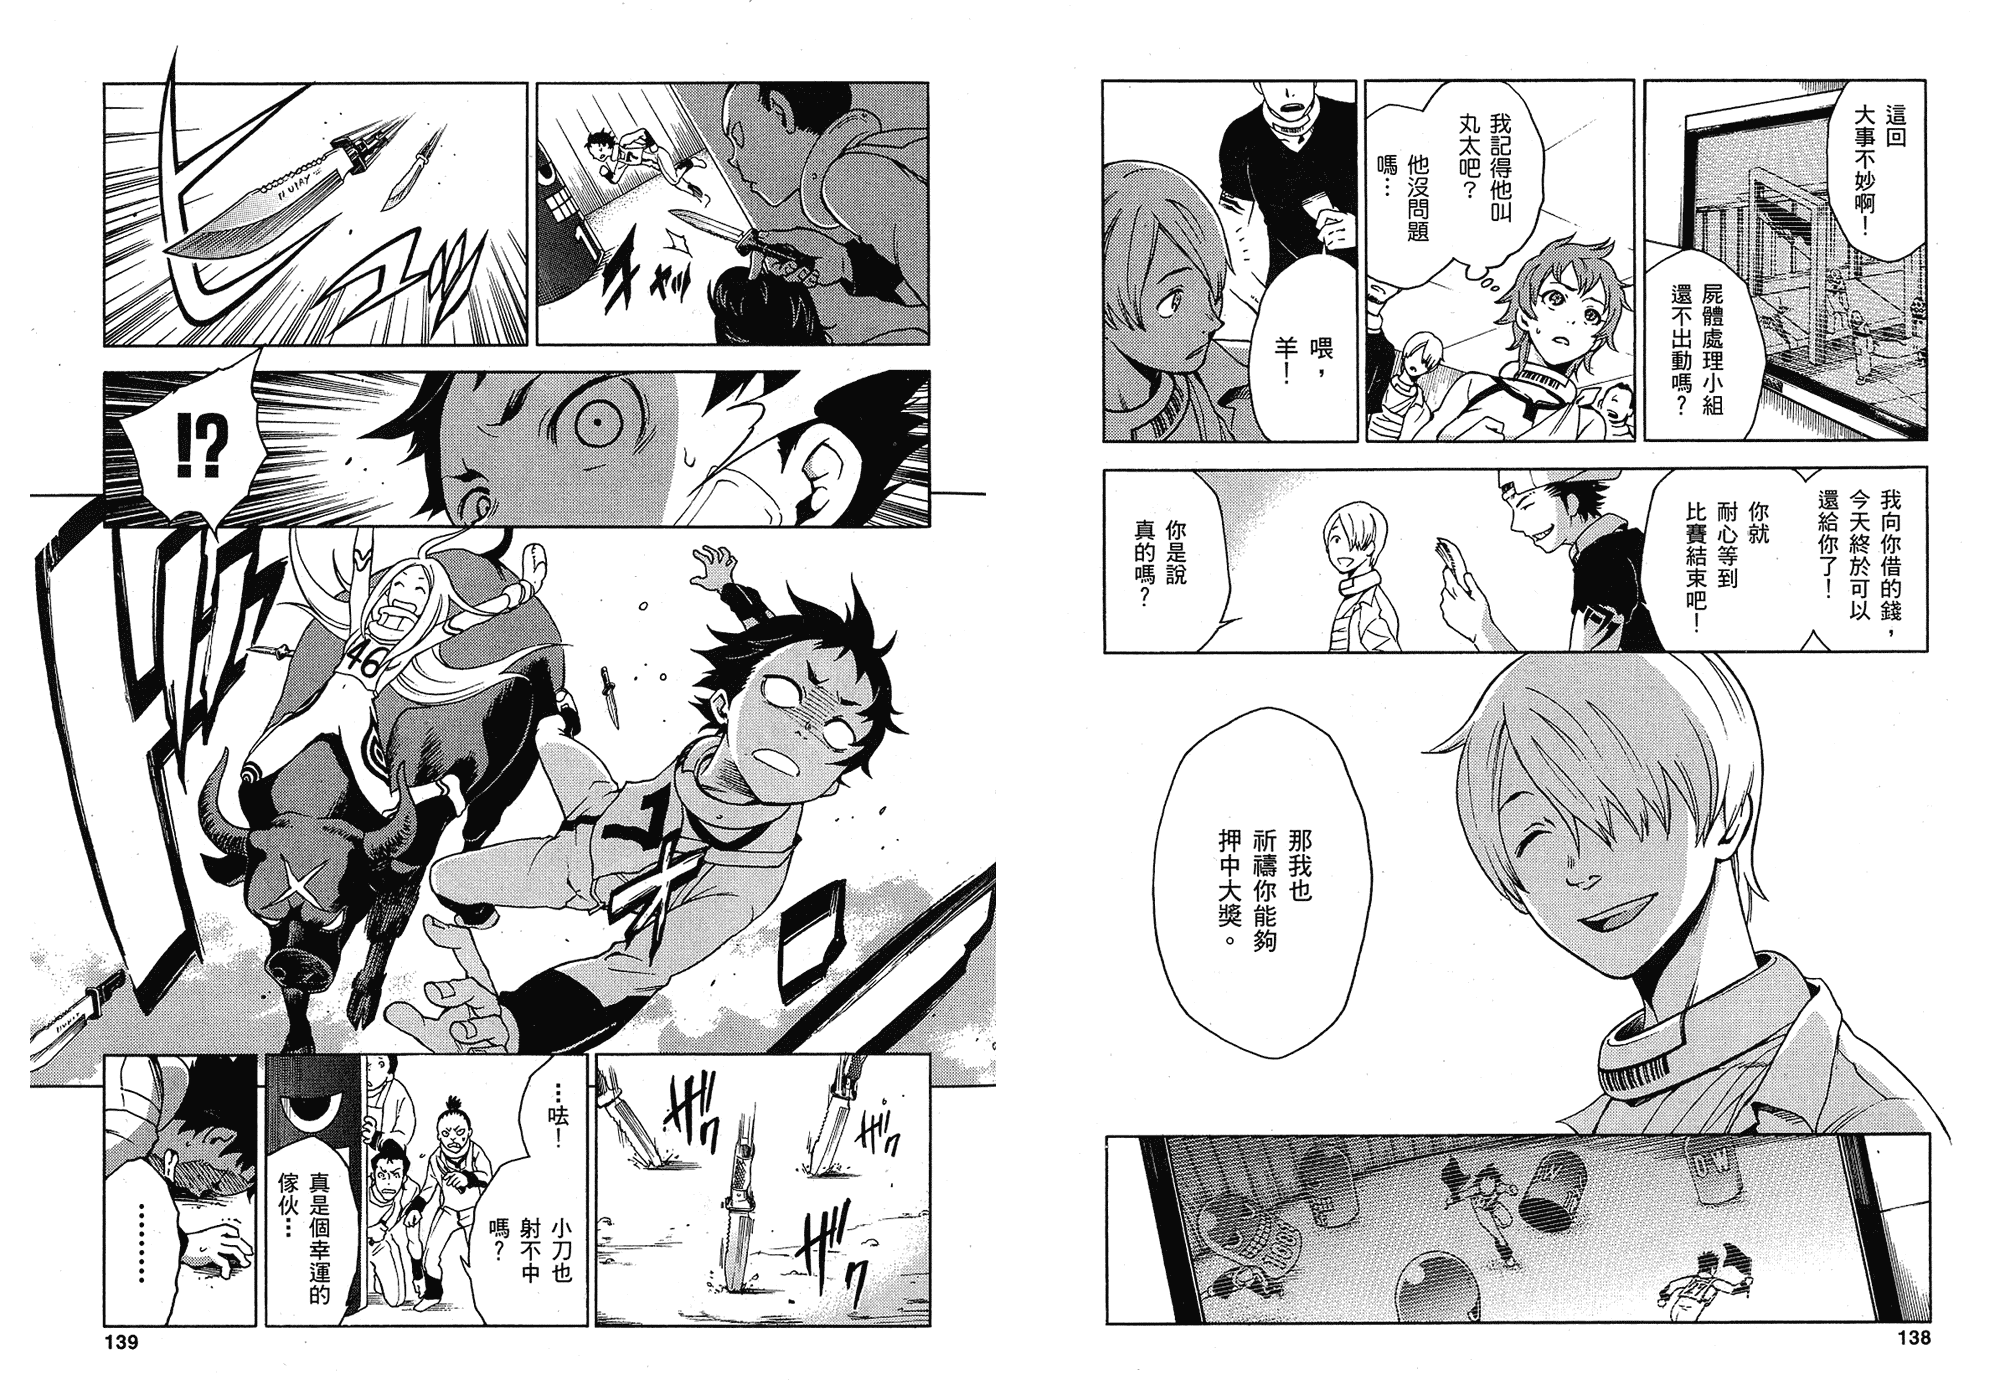 這回
大事不妙啊！
屍體處理小組
還不出動嗎？
我記得他叫
丸太吧？
他沒問題
嗎…
喂，
羊！
我向你借的錢，
今天終於可以
還給你了！
你就
耐心等到
比賽結束吧！
你是說
真的嗎？
那我也
祈禱你能夠
押中大獎。
138
!?
46
…呿！
小刀也
射不中
嗎？
真是個幸運的
傢伙…
………
139